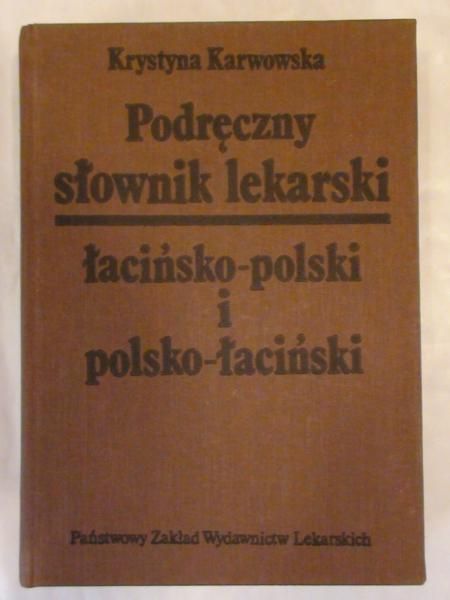 Krystyna Karwowska
Podręczny
słownik lekarski
łacińsko-polski
i
polsko-łaciński
Państwowy Zakład Wydawnictw Lekarskich